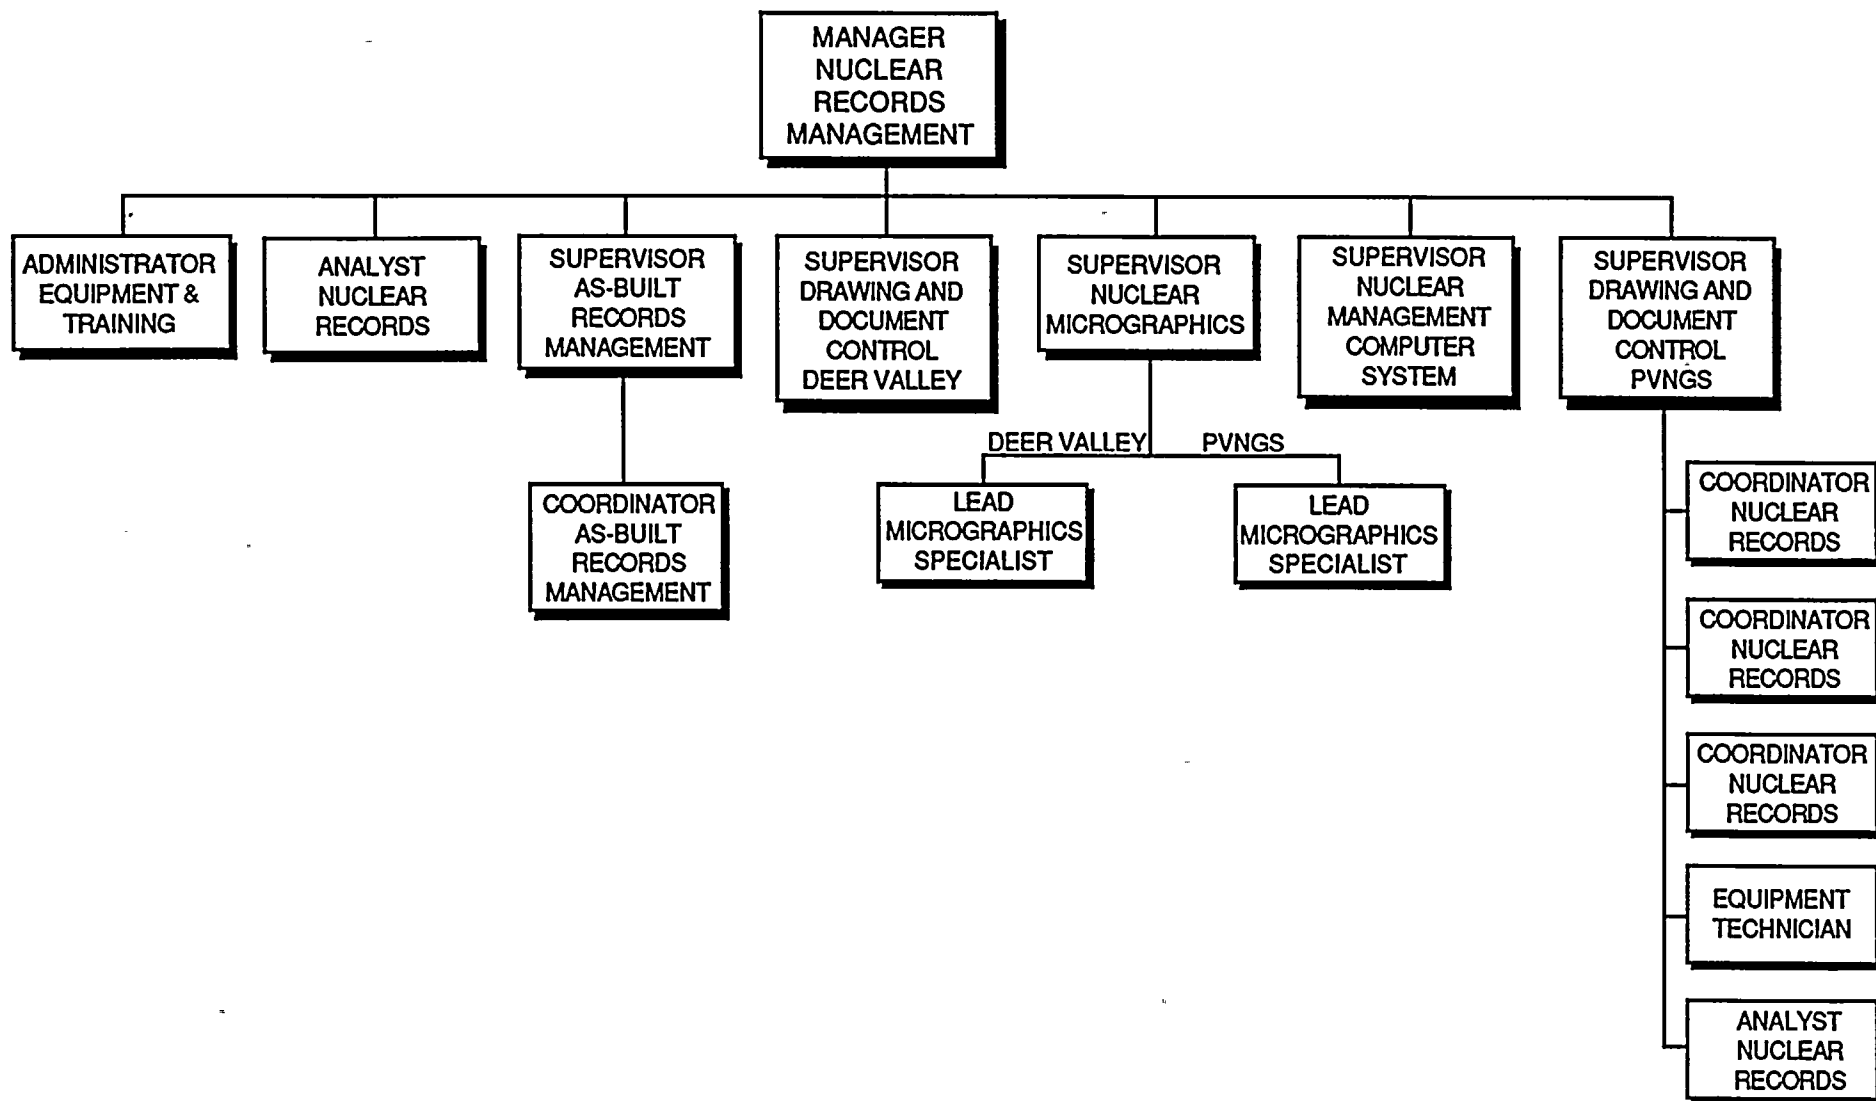 MANAGER
NUCLEAR
RECORDS
MANAGEMENT
ADMINISTRATOR
EQUIPMENT &
TRAINING
ANALYST
NUCLEAR
RECORDS
SUPERVISOR
AS-BUILT
RECORDS
MANAGEMENT
SUPERVISOR
DRAWING AND
DOCUMENT
CONTROL
DEER VALLEY
SUPERVISOR
NUCLEAR
MICROGRAPHICS
SUPERVISOR
NUCLEAR
MANAGEMENT
COMPUTER
SYSTEM
SUPERVISOR
DRAWING AND
DOCUMENT
CONTROL
PVNGS
COORDINATOR
AS-BUILT
RECORDS
MANAGEMENT
DEER VALLEY
PVNGS
LEAD
MICROGRAPHICS
SPECIALIST
LEAD
MICROGRAPHICS
SPECIALIST
COORDINATOR
NUCLEAR
RECORDS
COORDINATOR
NUCLEAR
RECORDS
COORDINATOR
NUCLEAR
RECORDS
EQUIPMENT
TECHNICIAN
ANALYST
NUCLEAR
RECORDS